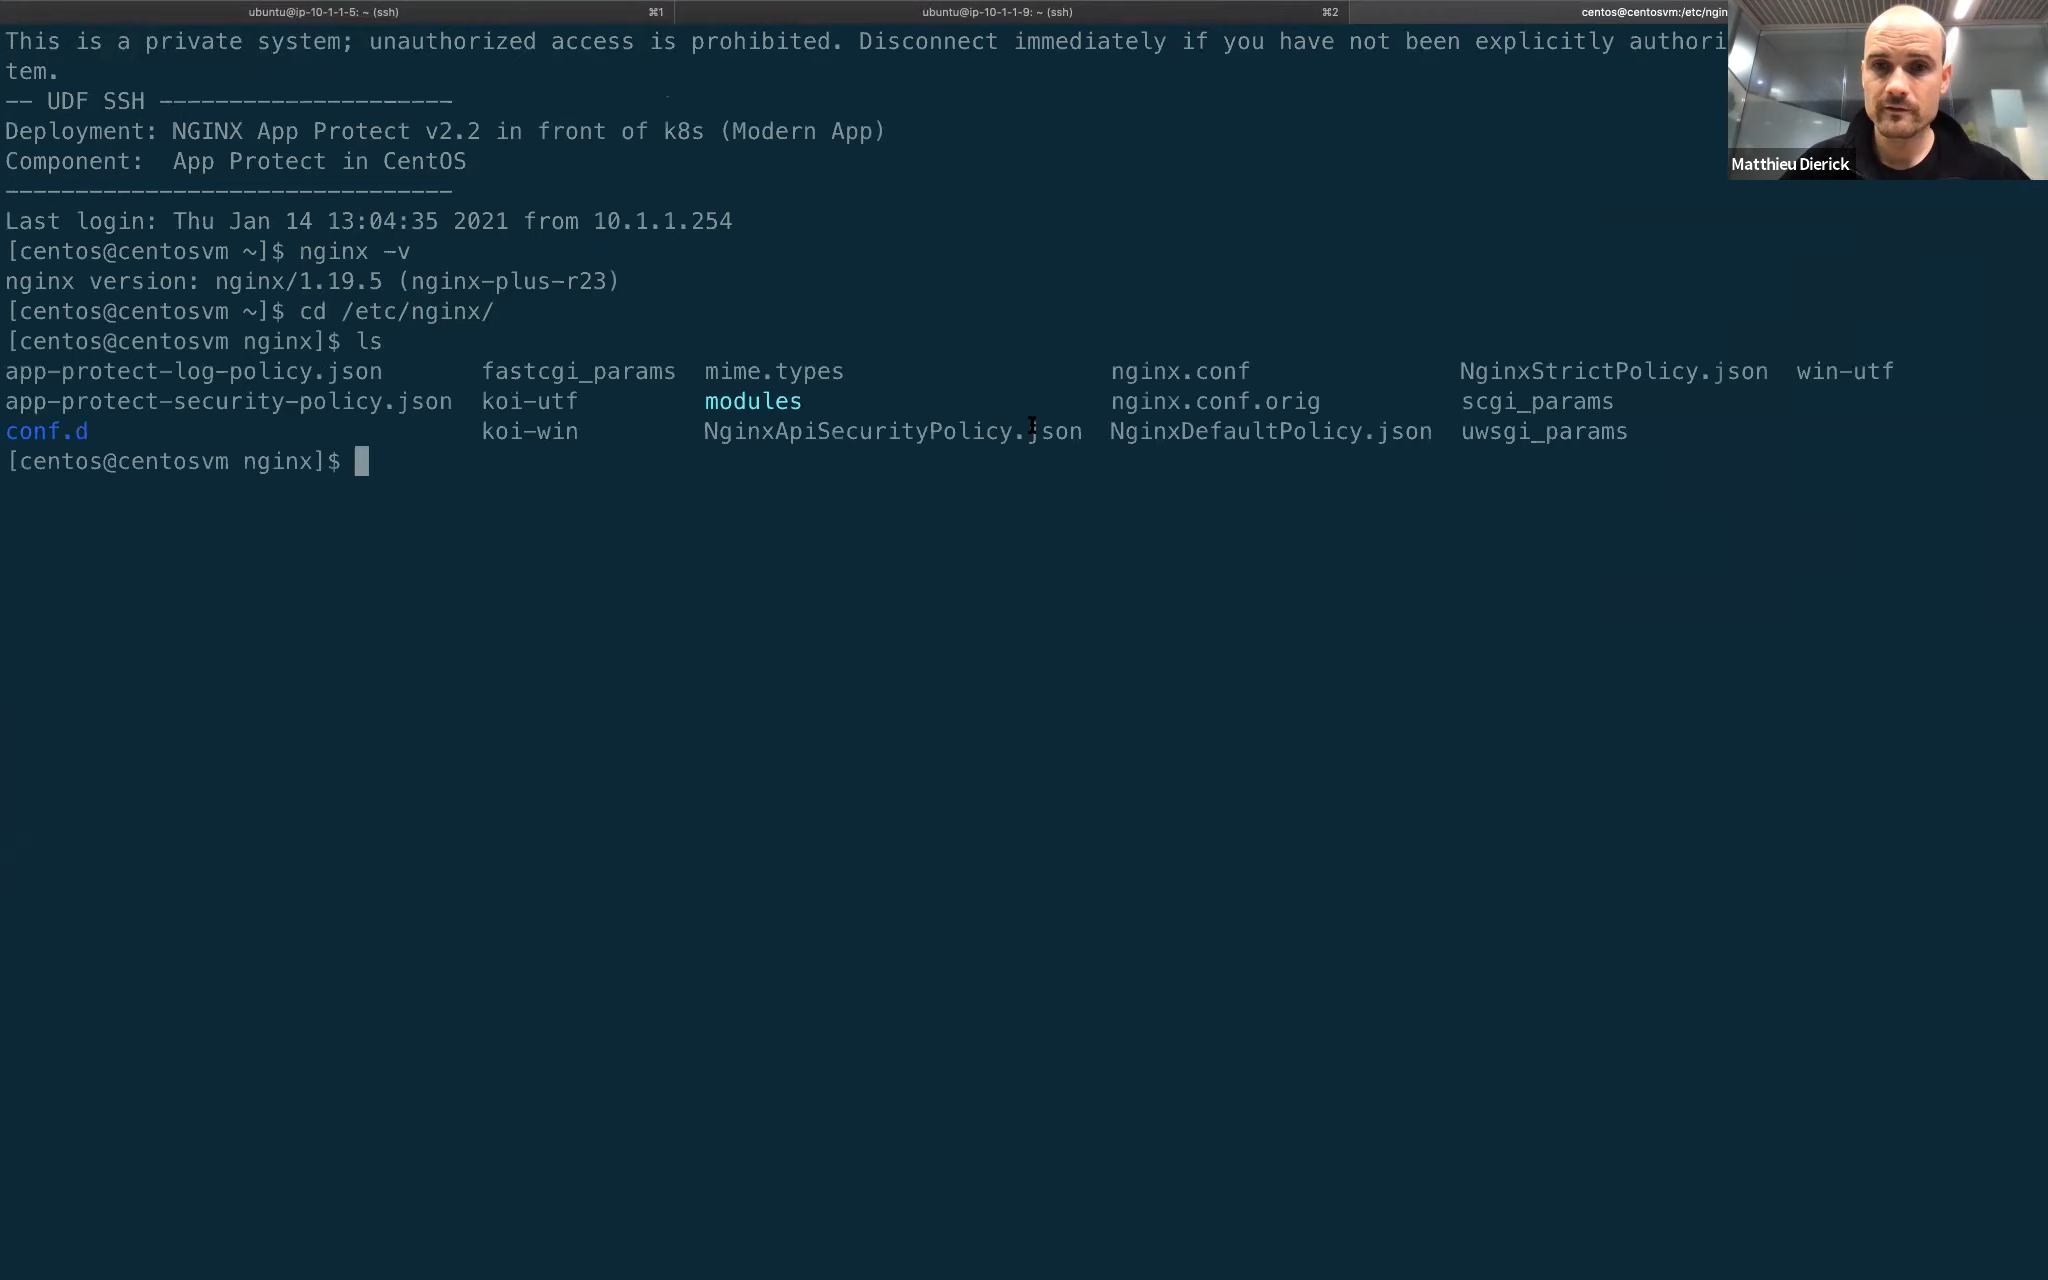 ubuntu@ip-10-1-1-5: ~ (ssh) ⌘1 ubuntu@ip-10-1-1-9: ~ (ssh) ⌘2 centos@centosvm:/etc/ngin
This is a private system; unauthorized access is prohibited. Disconnect immediately if you have not been explicitly authori
tem.
-- UDF SSH --------------------
Deployment: NGINX App Protect v2.2 in front of k8s (Modern App)
Component:  App Protect in CentOS
-------------------------------
Last login: Thu Jan 14 13:04:35 2021 from 10.1.1.254
[centos@centosvm ~]$ nginx -v
nginx version: nginx/1.19.5 (nginx-plus-r23)
[centos@centosvm ~]$ cd /etc/nginx/
[centos@centosvm nginx]$ ls
app-protect-log-policy.json fastcgi_params mime.types nginx.conf NginxStrictPolicy.json win-utf
app-protect-security-policy.json koi-utf modules nginx.conf.orig scgi_params
conf.d koi-win NginxApiSecurityPolicy.json NginxDefaultPolicy.json uwsgi_params
[centos@centosvm nginx]$
Matthieu Dierick